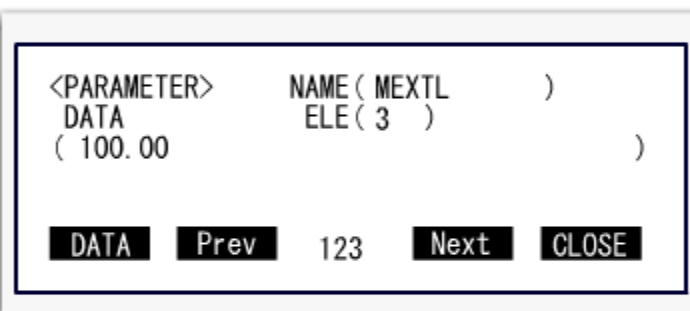 <PARAMETER> NAME( MEXTL )
DATA ELE( 3 )
( 100.00 )
DATA Prev 123 Next CLOSE